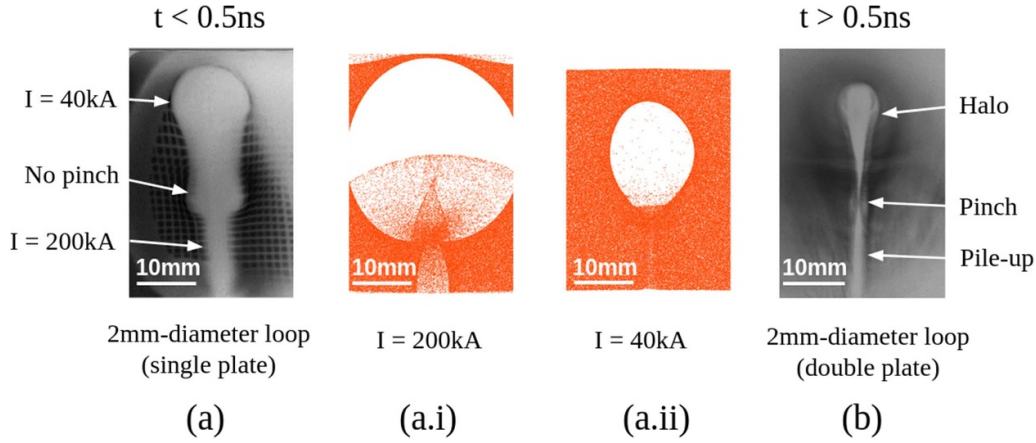 t < 0.5ns
t > 0.5ns
I = 40kA
No pinch
I = 200kA
10mm
10mm
10mm
10mm
Halo
Pinch
Pile-up
2mm-diameter loop
(single plate)
I = 200kA
I = 40kA
2mm-diameter loop
(double plate)
(a)
(a.i)
(a.ii)
(b)